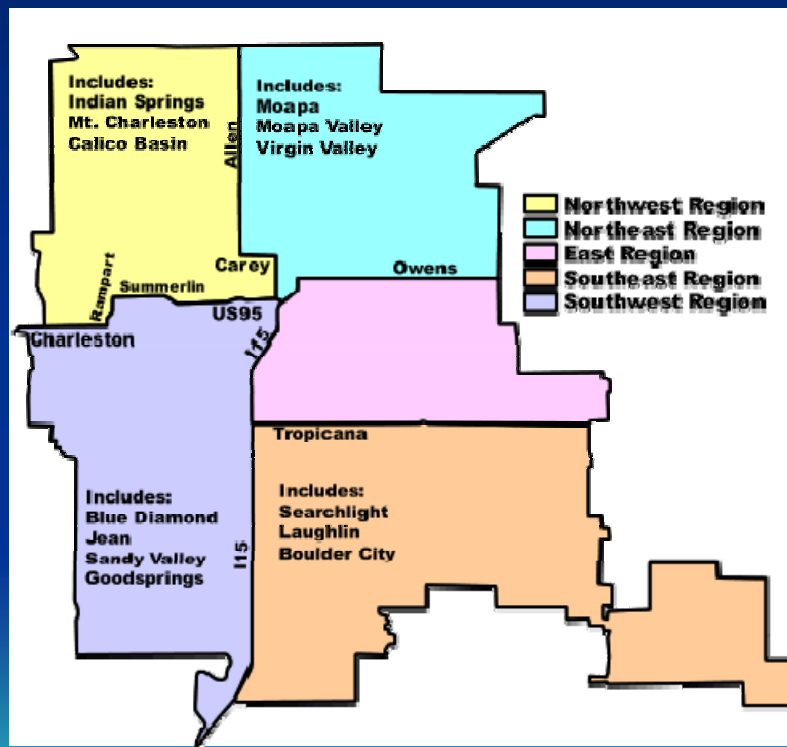 Includes:
Indian Springs
Mt. Charleston
Calico Basin
Allen
Includes:
Moapa
Moapa Valley
Virgin Valley
Northwest Region
Northeast Region
East Region
Southeast Region
Southwest Region
Carey
Owens
Rampart
Summerlin
US95
Charleston
I15
Tropicana
Includes:
Blue Diamond
Jean
Sandy Valley
Goodsprings
I15
Includes:
Searchlight
Laughlin
Boulder City